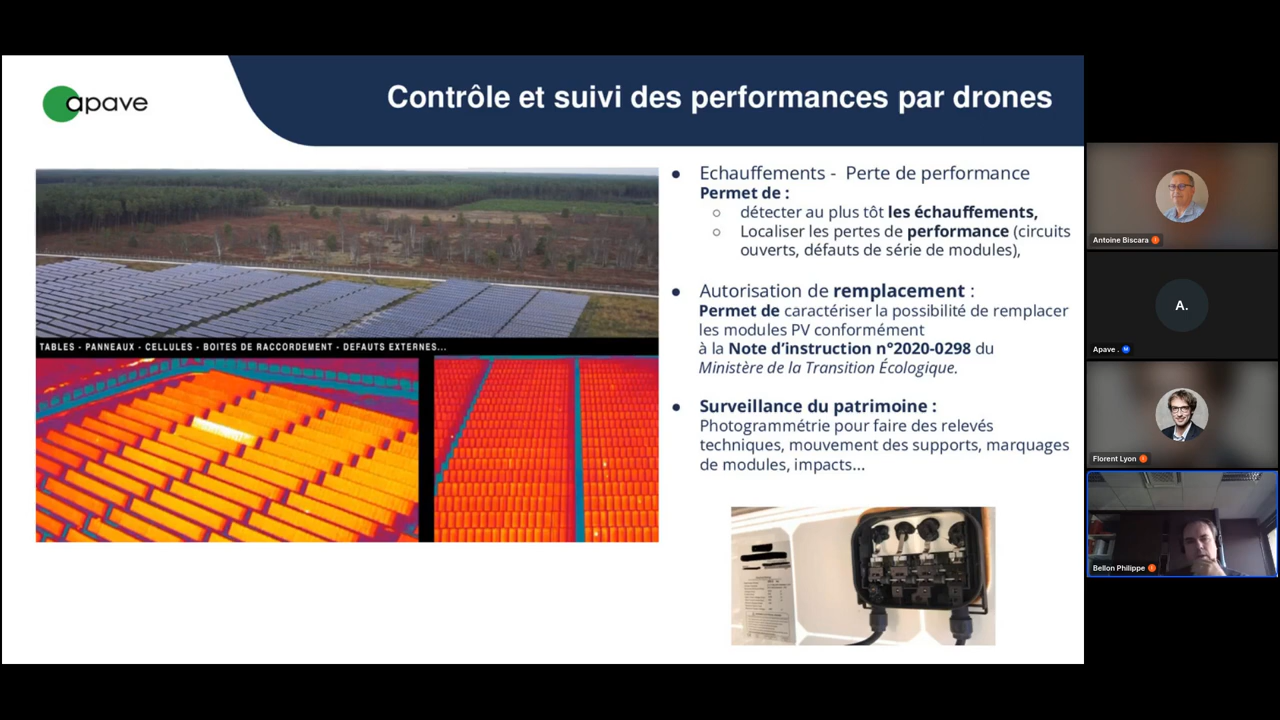 apave
Contrôle et suivi des performances par drones
TABLES - PANNEAUX - CELLULES - BOITES DE RACCORDEMENT - DEFAUTS EXTERNES...
• Echauffements - Perte de performance
Permet de :
○ détecter au plus tôt les échauffements,
○ Localiser les pertes de performance (circuits
ouverts, défauts de série de modules),
• Autorisation de remplacement :
Permet de caractériser la possibilité de remplacer
les modules PV conformément
à la Note d’instruction n°2020-0298 du
Ministère de la Transition Écologique.
• Surveillance du patrimoine :
Photogrammétrie pour faire des relevés
techniques, mouvement des supports, marquages
de modules, impacts...
Antoine Biscara
A.
Apave .
Florent Lyon
Bellon Philippe